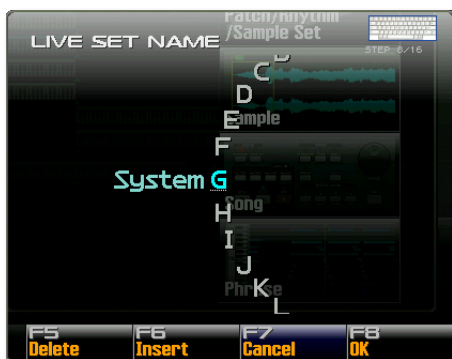 Patch/Rhythm
/Sample Set
LIVE SET NAME
STEP 8/16
C
D
Sample
E
F
System G
Song
H
I
J
Phrase
K
L
F5 F6 F7 F8
Delete Insert Cancel OK